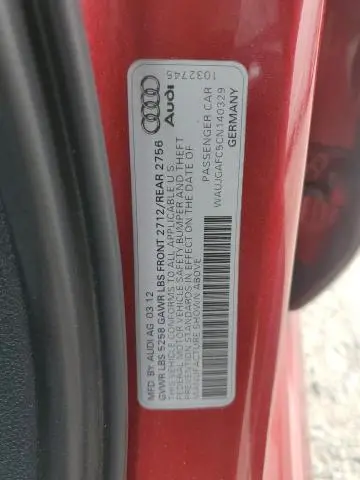 1032745
Audi
MFD. BY. AUDI AG 03 12
GVWR LBS 5258 GAWR LBS FRONT 2712/REAR 2756
THIS VEHICLE CONFORMS TO ALL APPLICABLE U S
FEDERAL MOTOR VEHICLE SAFETY BUMPER AND THEFT
PREVENTION STANDARDS IN EFFECT ON THE DATE OF
MANUFACTURE SHOWN ABOVE
PASSENGER CAR
WAUJGAFC5CN140329
GERMANY